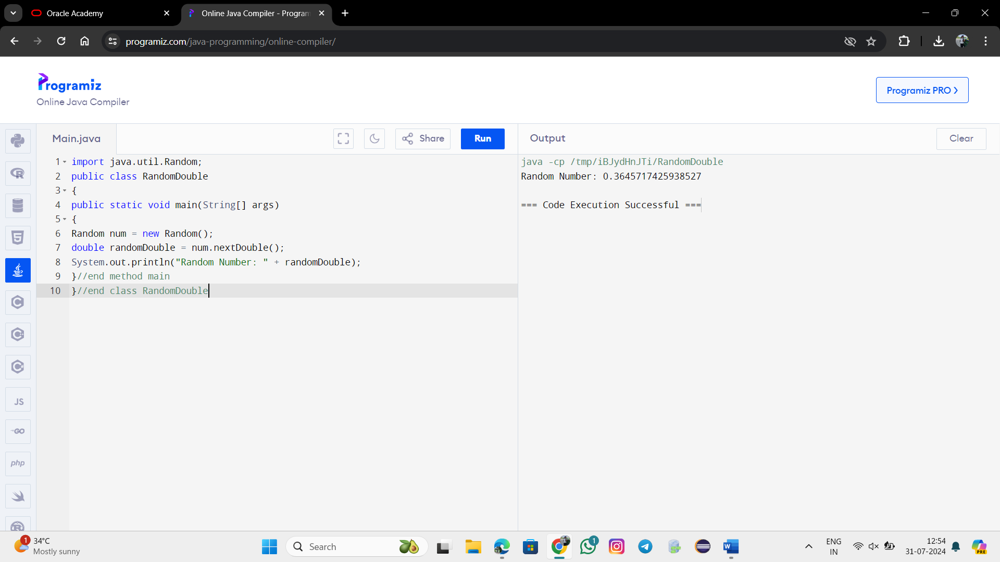 Oracle Academy
Online Java Compiler - Program
programiz.com/java-programming/online-compiler/
Programiz
Online Java Compiler
Programiz PRO
Main.java
Share
Run
Output
Clear
1 import java.util.Random;
2 public class RandomDouble
3 {
4 public static void main(String[] args)
5 {
6 Random num = new Random();
7 double randomDouble = num.nextDouble();
8 System.out.println("Random Number: " + randomDouble);
9 }//end method main
10 }//end class RandomDouble
java -cp /tmp/iBJydHnJTi/RandomDouble
Random Number: 0.3645717425938527
=== Code Execution Successful ===
JS
GO
php
1
34°C
Mostly sunny
Search
1
W
ENG
IN
12:54
31-07-2024
PRE